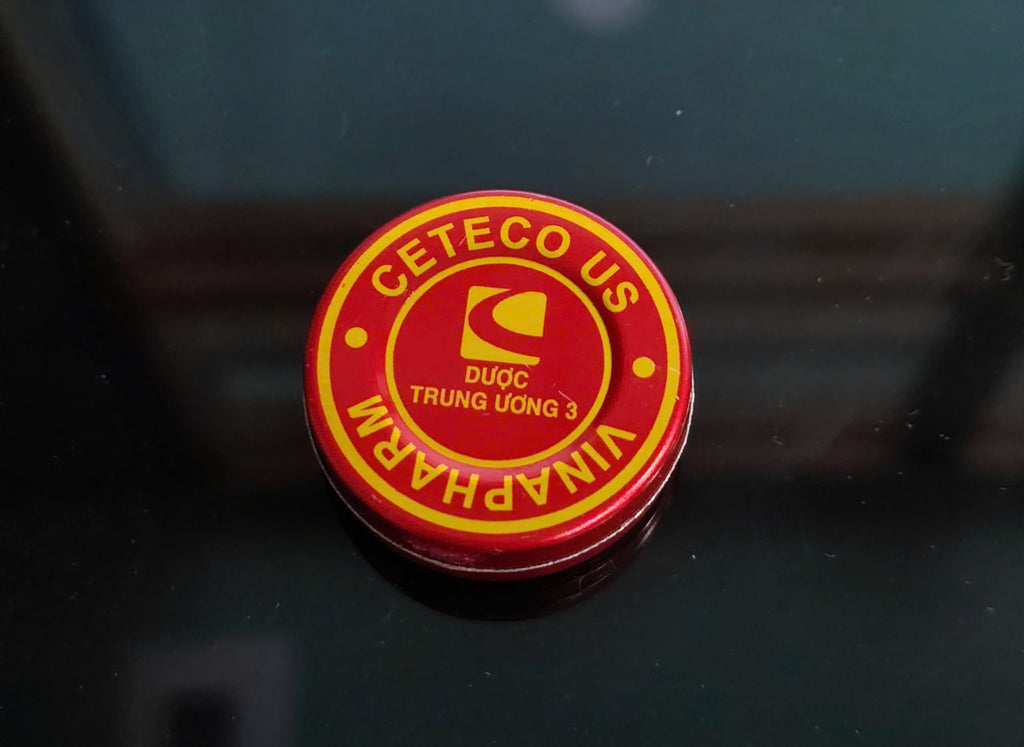 CETECO US
DƯỢC
TRUNG ƯƠNG 3
VINAPHARM